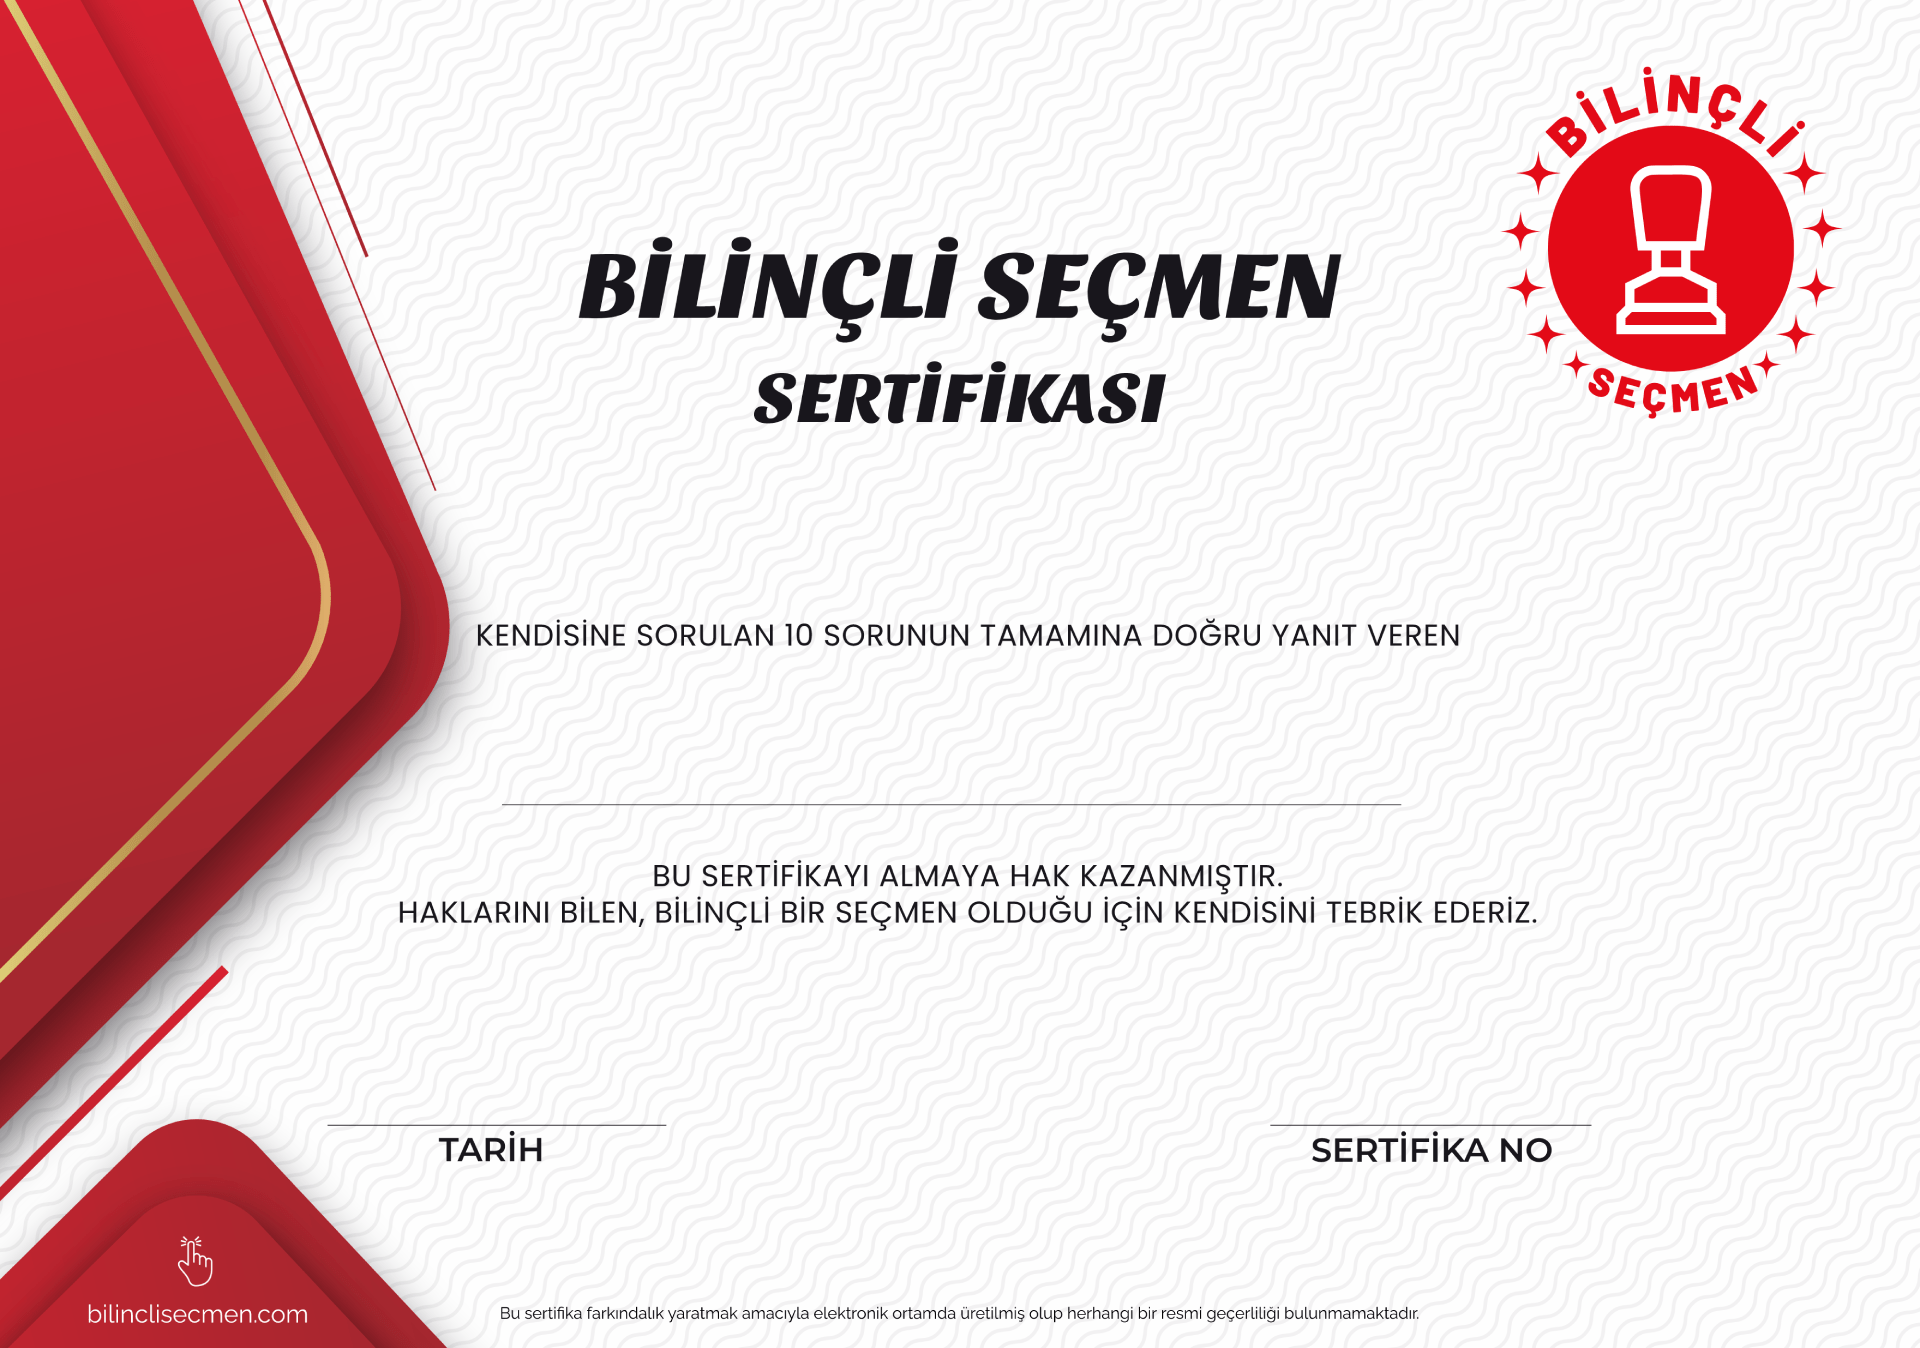 BİLİNÇLİ
SEÇMEN
BİLİNÇLİ SEÇMEN
SERTİFİKASI
KENDİSİNE SORULAN 10 SORUNUN TAMAMINA DOĞRU YANIT VEREN
BU SERTİFİKAYI ALMAYA HAK KAZANMIŞTIR.
HAKLARINI BİLEN, BİLİNÇLİ BİR SEÇMEN OLDUĞU İÇİN KENDİSİNİ TEBRİK EDERİZ.
TARİH
SERTİFİKA NO
bilinclisecmen.com
Bu sertifika farkındalık yaratmak amacıyla elektronik ortamda üretilmiş olup herhangi bir resmi geçerliliği bulunmamaktadır.